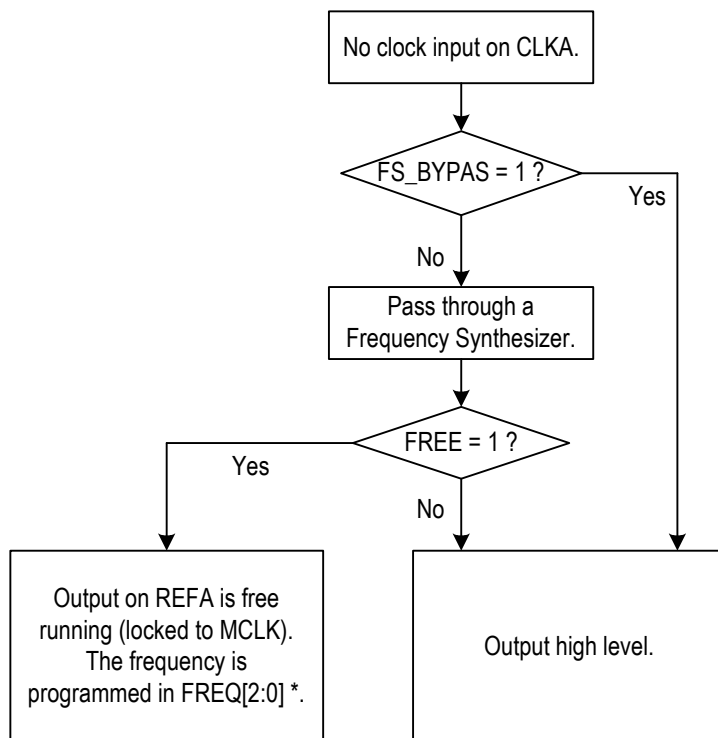 No clock input on CLKA.
FS_BYPAS = 1 ?
Yes
No
Pass through a
Frequency Synthesizer.
FREE = 1 ?
Yes
No
Output on REFA is free
running (locked to MCLK).
The frequency is
programmed in FREQ[2:0] *.
Output high level.